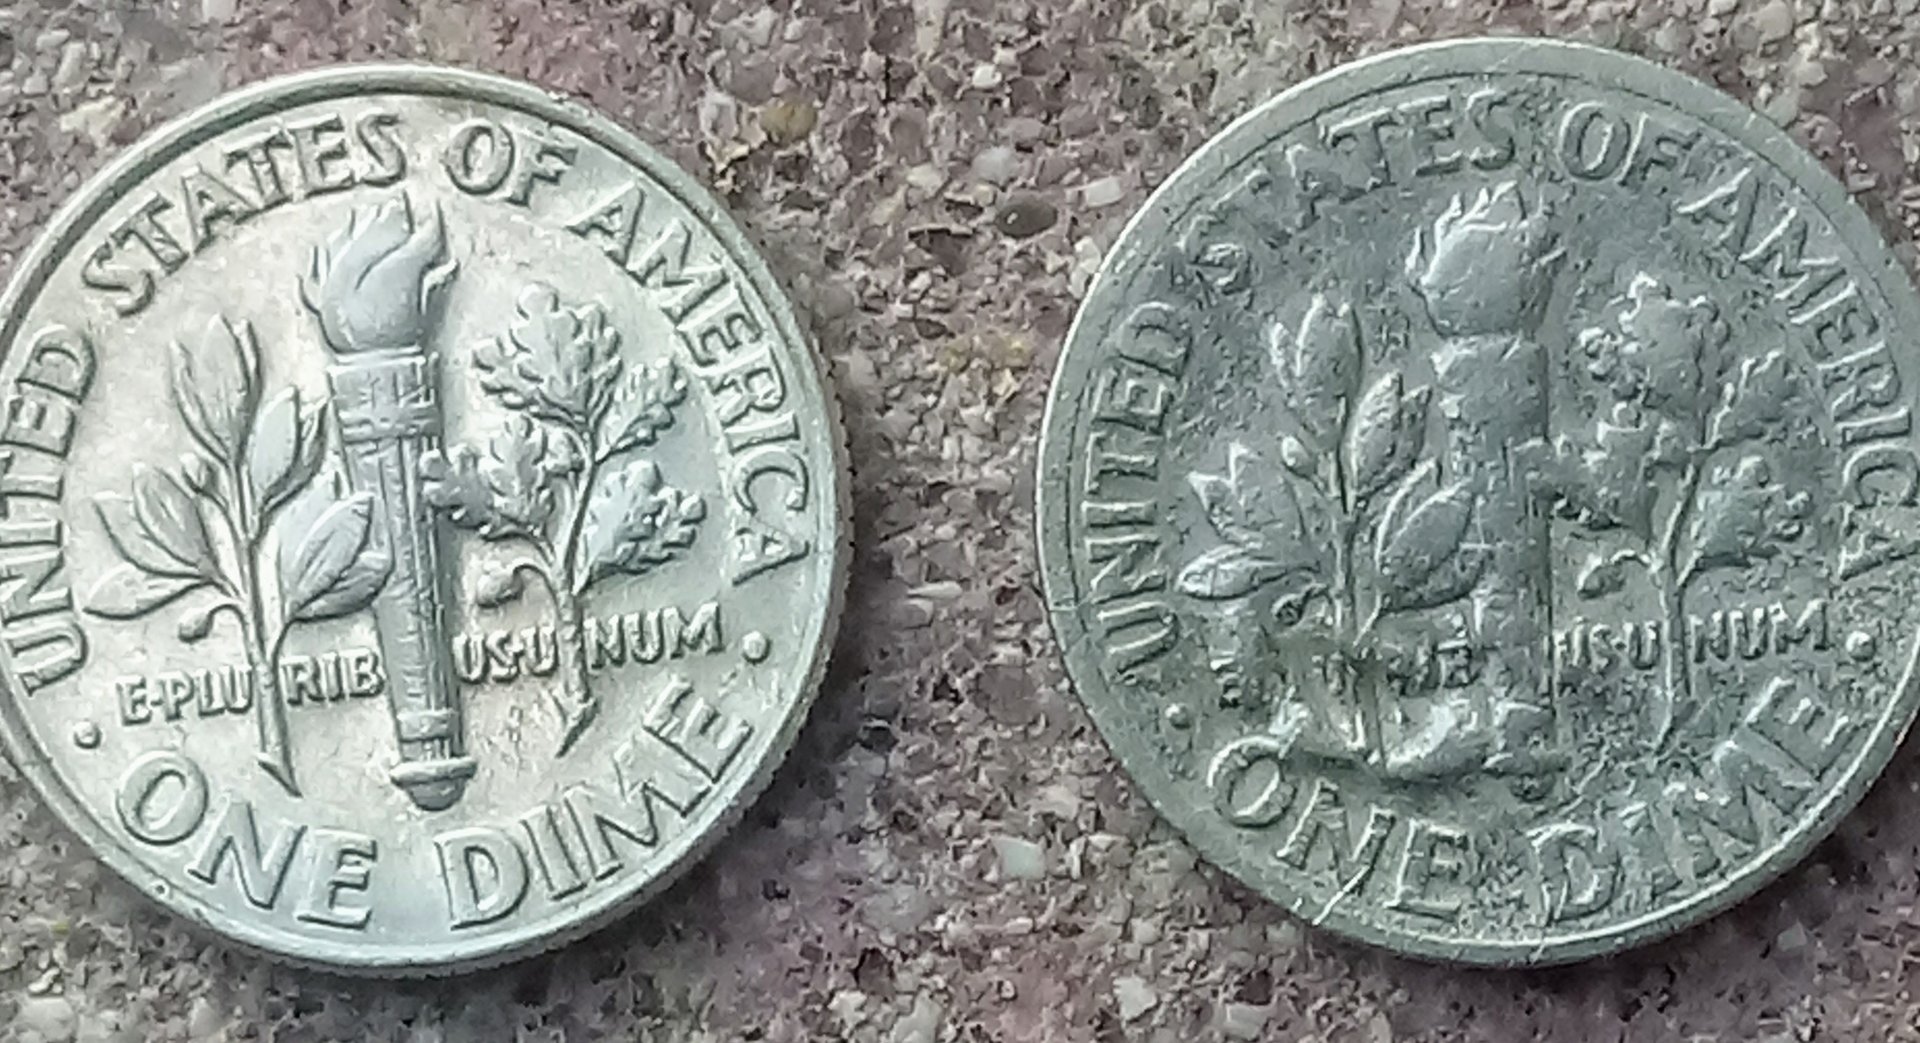 UNITED STATES OF AMERICA
E·PLU RIB US·U NUM
· ONE DIME ·
UNITED STATES OF AMERICA
US·U NUM
· ONE DIME ·